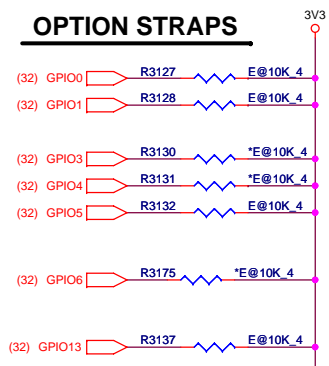 OPTION STRAPS
3V3
(32) GPIO0 R3127 E@10K_4
(32) GPIO1 R3128 E@10K_4
(32) GPIO3 R3130 *E@10K_4
(32) GPIO4 R3131 *E@10K_4
(32) GPIO5 R3132 E@10K_4
(32) GPIO6 R3175 *E@10K_4
(32) GPIO13 R3137 E@10K_4